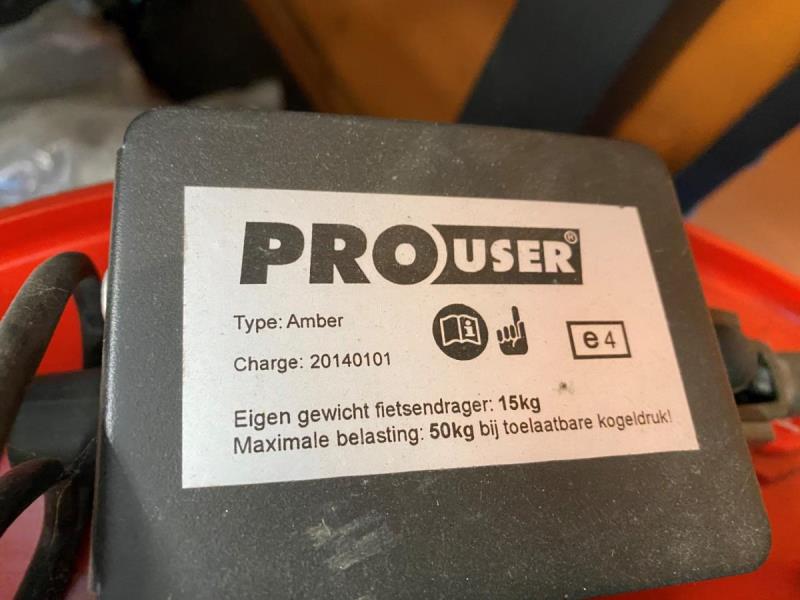 PROUSER®
Type: Amber
Charge: 20140101
e4
Eigen gewicht fietsendrager: 15kg
Maximale belasting: 50kg bij toelaatbare kogeldruk!